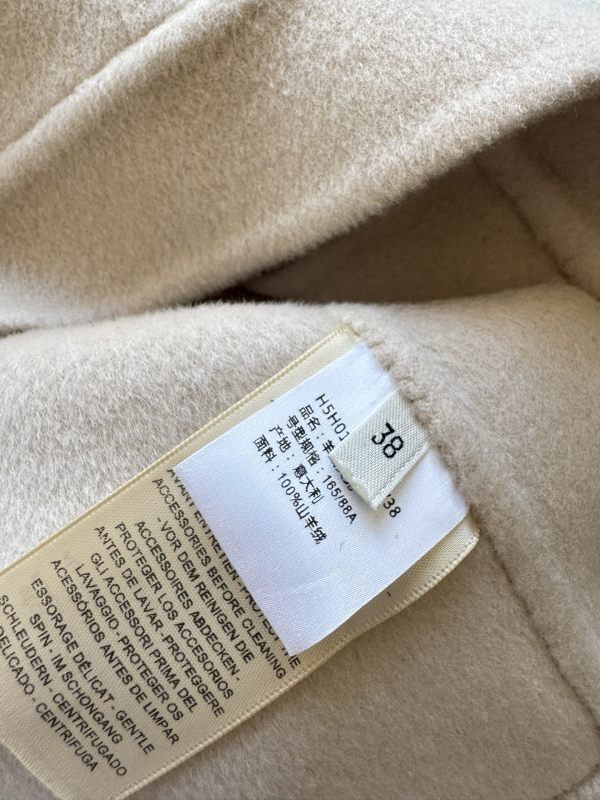 38
H5H01
品名：羊
号型规格：165/88A
38
产地：意大利
面料：100%山羊绒
ACCESSORIES BEFORE CLEANING
- VOR DEM REINIGEN DIE
ACCESSOIRES ABDECKEN -
PROTEGER LOS ACCESORIOS
ANTES DE LAVAR - PROTEGGERE
GLI ACCESSORI PRIMA DEL
LAVAGGIO - PROTEGER OS
ACESSÓRIOS ANTES DE LIMPAR
ESSORAGE DÉLICAT - GENTLE
SPIN - IM SCHONGANG
SCHLEUDERN - CENTRIFUGADO
DELICADO - CENTRIFUGA